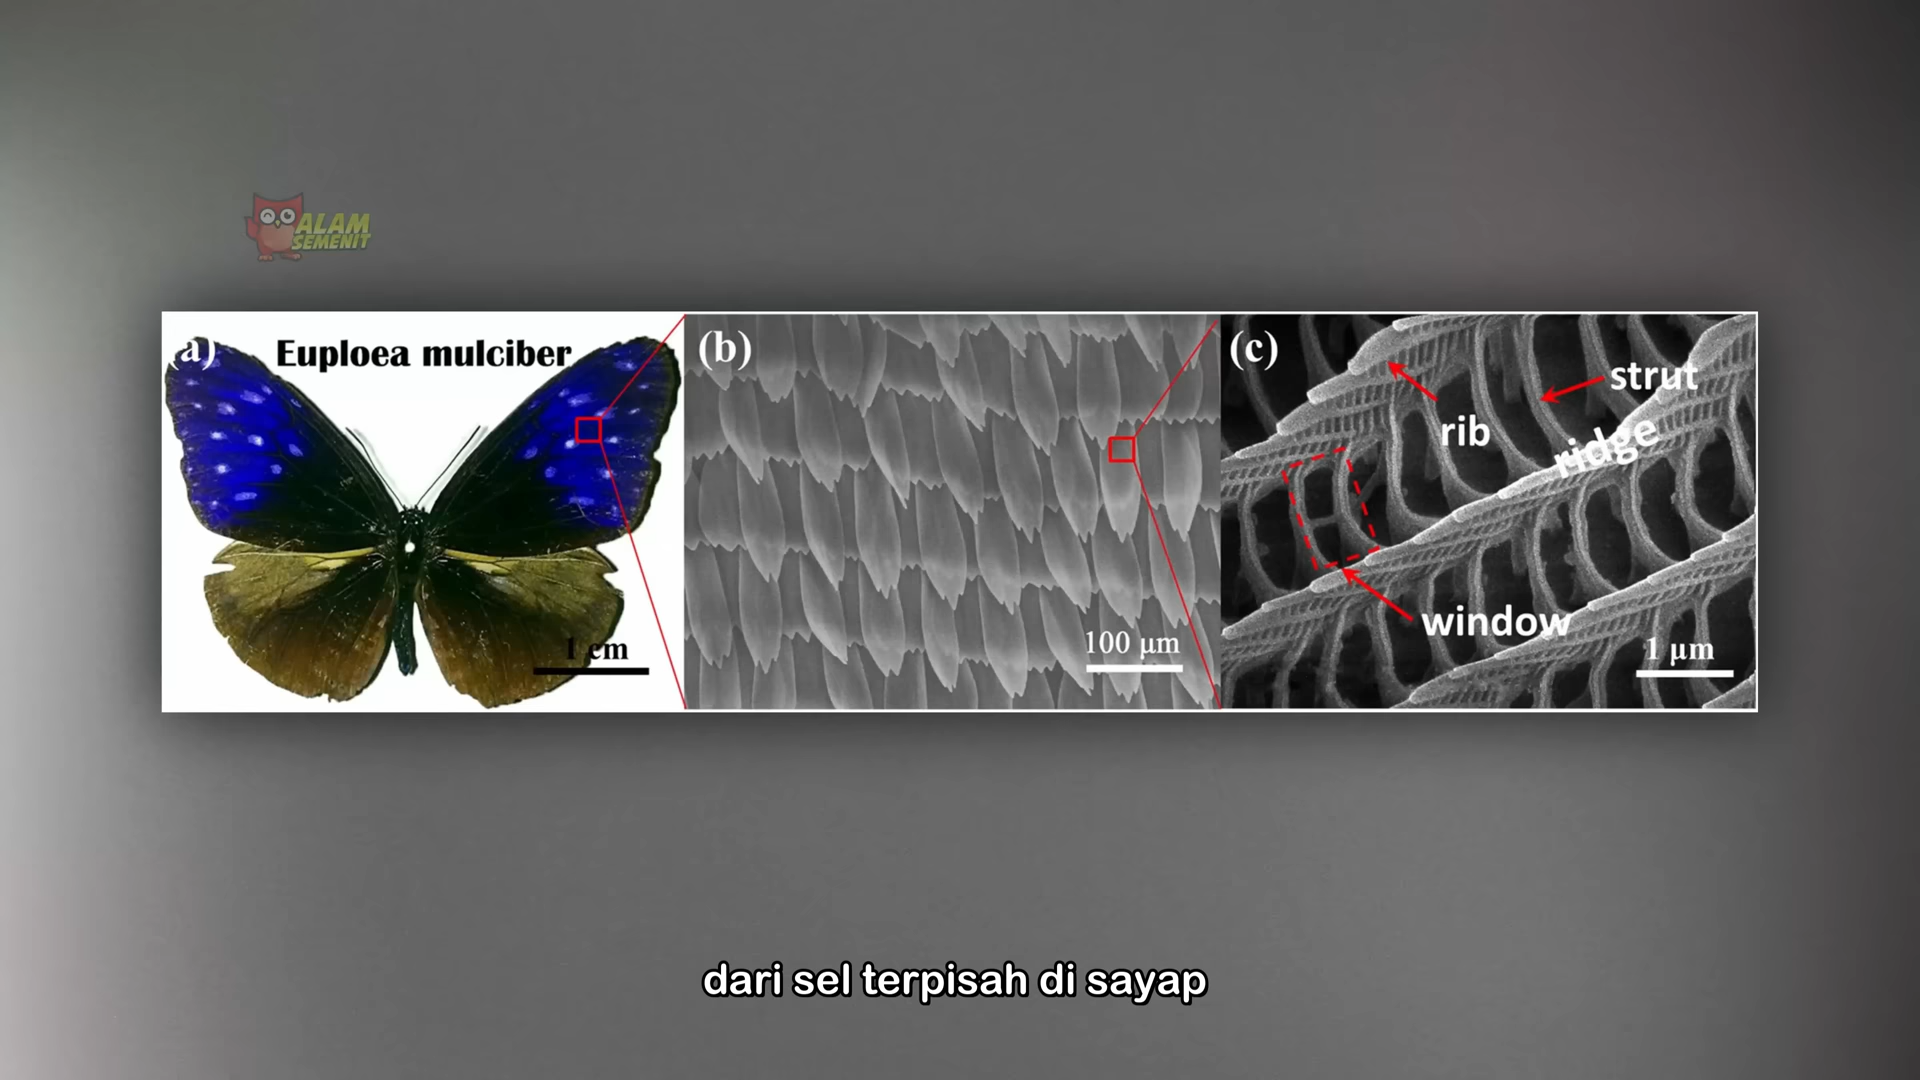 ALAM
SEMENIT
(a)
Euploea mulciber
1 cm
(b)
100 μm
(c)
strut
rib
ridge
window
1 μm
dari sel terpisah di sayap